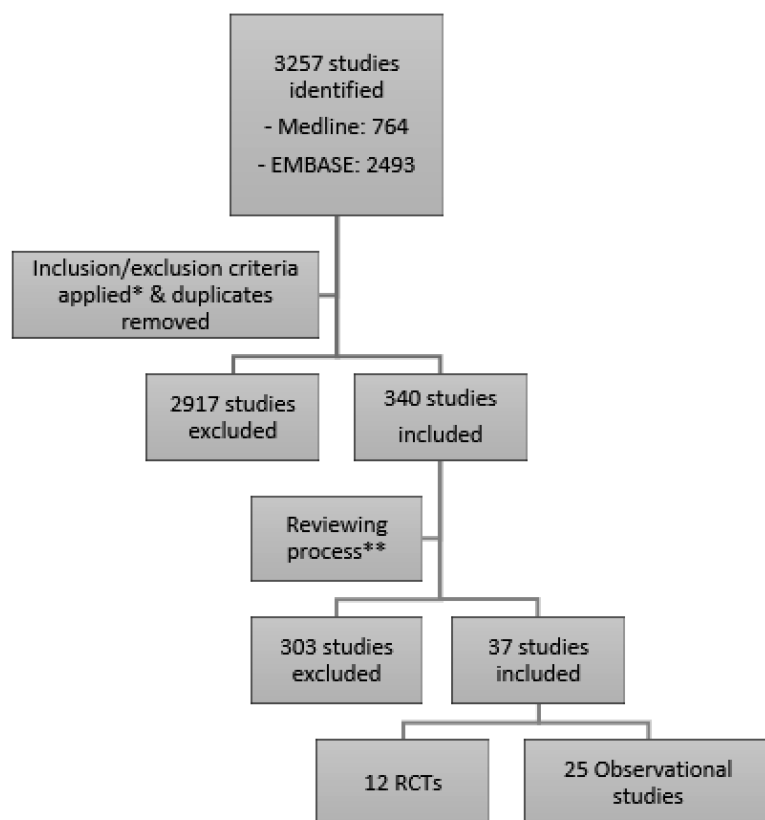 3257 studies
identified
- Medline: 764
- EMBASE: 2493
Inclusion/exclusion criteria
applied* & duplicates
removed
2917 studies
excluded
340 studies
included
Reviewing
process**
303 studies
excluded
37 studies
included
12 RCTs
25 Observational
studies